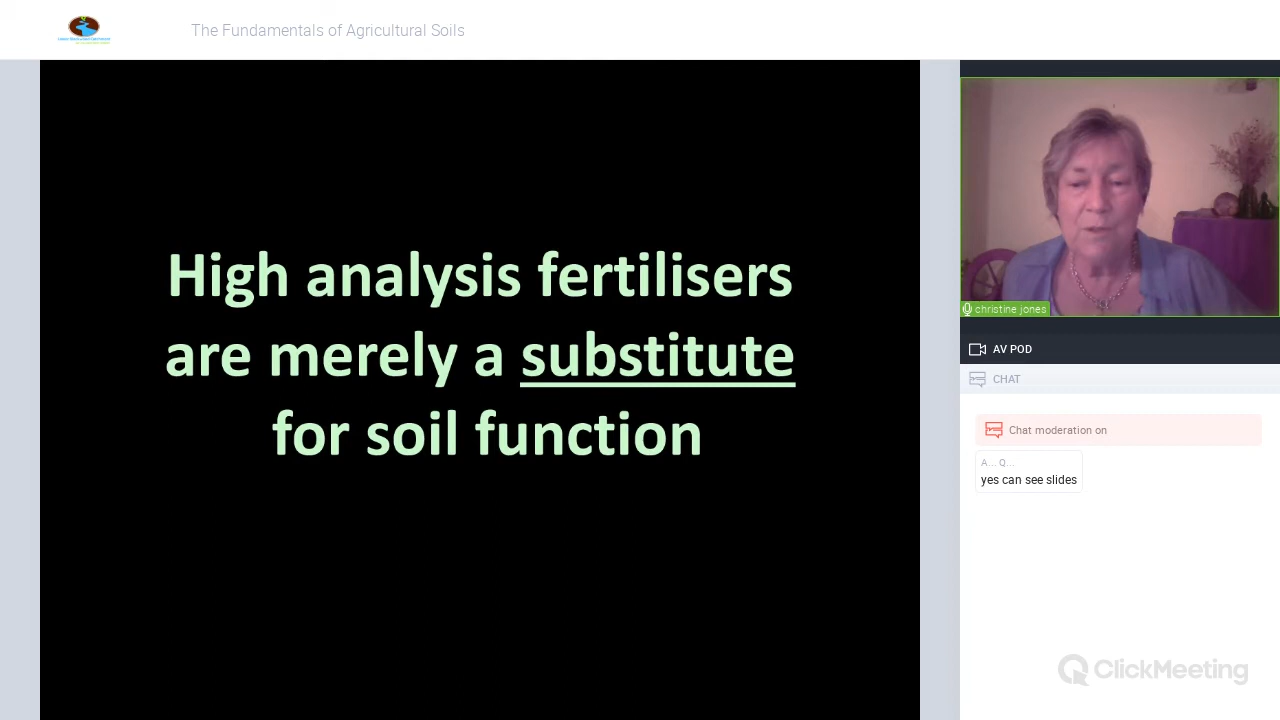 The Fundamentals of Agricultural Soils
High analysis fertilisers
are merely a substitute
for soil function
christine jones
AV POD
CHAT
Chat moderation on
A... Q...
yes can see slides
ClickMeeting